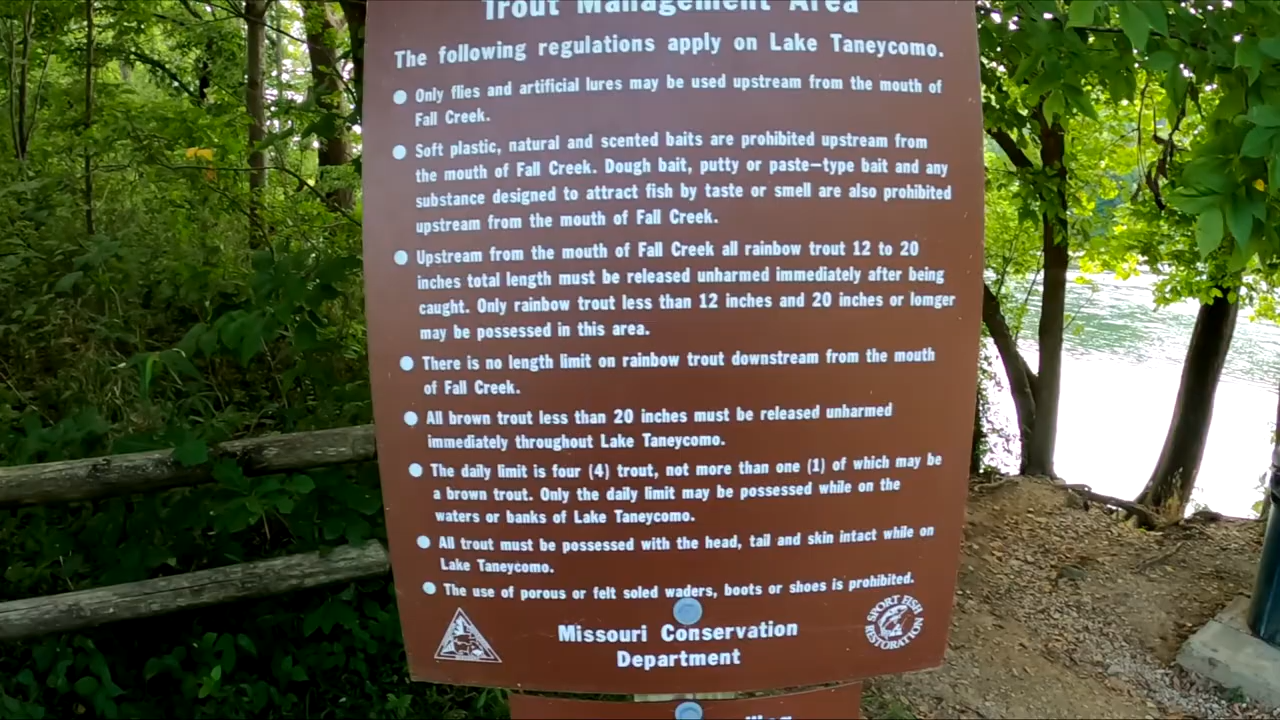 Trout Management Area
The following regulations apply on Lake Taneycomo.
● Only flies and artificial lures may be used upstream from the mouth of
Fall Creek.
● Soft plastic, natural and scented baits are prohibited upstream from
the mouth of Fall Creek. Dough bait, putty or paste-type bait and any
substance designed to attract fish by taste or smell are also prohibited
upstream from the mouth of Fall Creek.
● Upstream from the mouth of Fall Creek all rainbow trout 12 to 20
inches total length must be released unharmed immediately after being
caught. Only rainbow trout less than 12 inches and 20 inches or lomger
may be possessed in this area.
● There is no length limit on rainbow trout downstream from the mouth
of Fall Creek.
● All brown trout less than 20 inches must be released unharmed
immediately throughout Lake Taneycomo.
● The daily limit is four (4) trout, not more than one (1) of which may be
a brown trout. Only the daily limit may be possessed while on the
waters or banks of Lake Taneycomo.
● All trout must be possessed with the head, tail and skin intact while on
Lake Taneycomo.
● The use of porous or felt soled waders, boots or shoes is prohibited.
Missouri Conservation
Department
SPORT FISH
RESTORATION